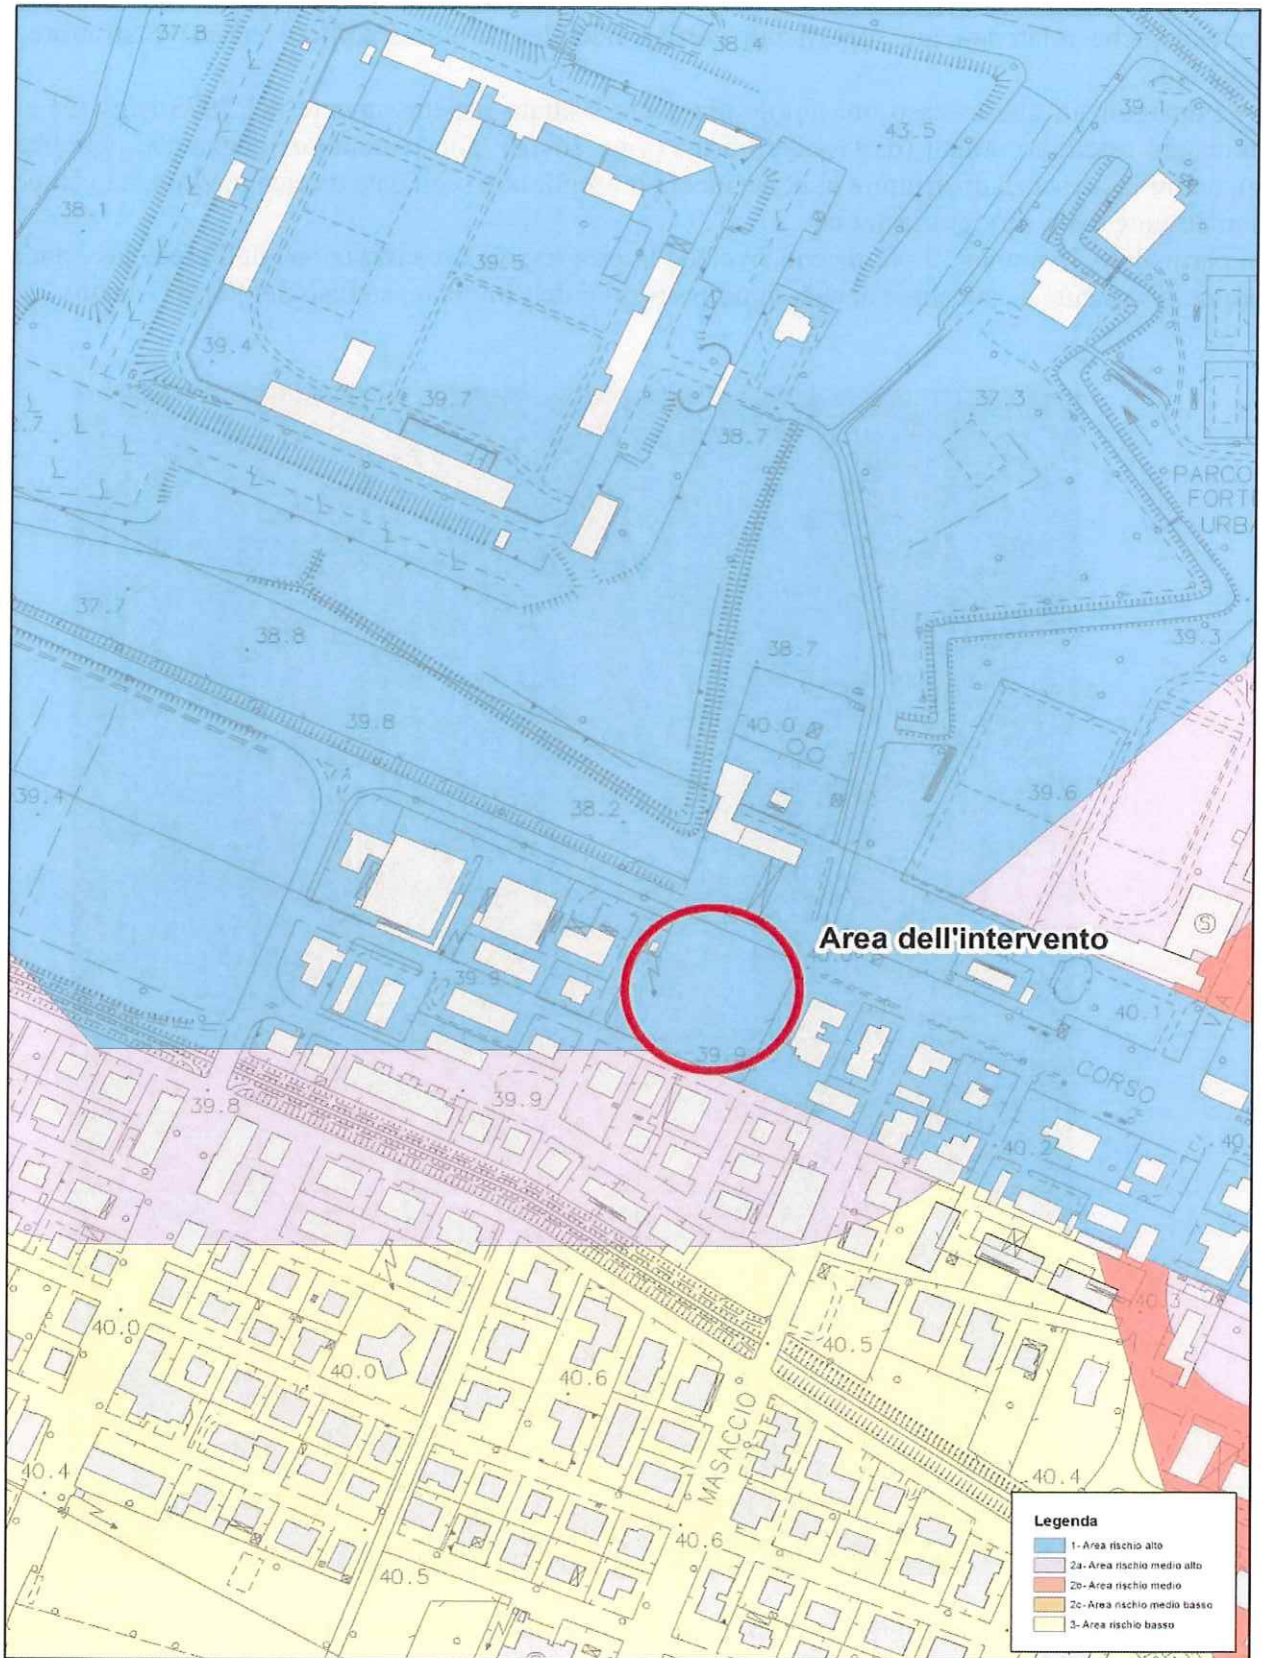 37.8
38.4
39.1
43.5
38.1
39.5
39.4
39.7
37.3
38.7
PARCO
FORT
URB
37.7
38.8
38.7
39.3
39.8
40.0
39.4
38.2
39.6
S
Area dell'intervento
39.9
40.1
39.9
CORSO
39.8
39.9
40.2
40.
40.3
40.0
40.0
40.5
40.6
MASACCIO
40.4
40.4
40.6
40.5
Legenda
1- Area rischio alto
2a- Area rischio medio alto
2b- Area rischio medio
2c- Area rischio medio basso
3- Area rischio basso